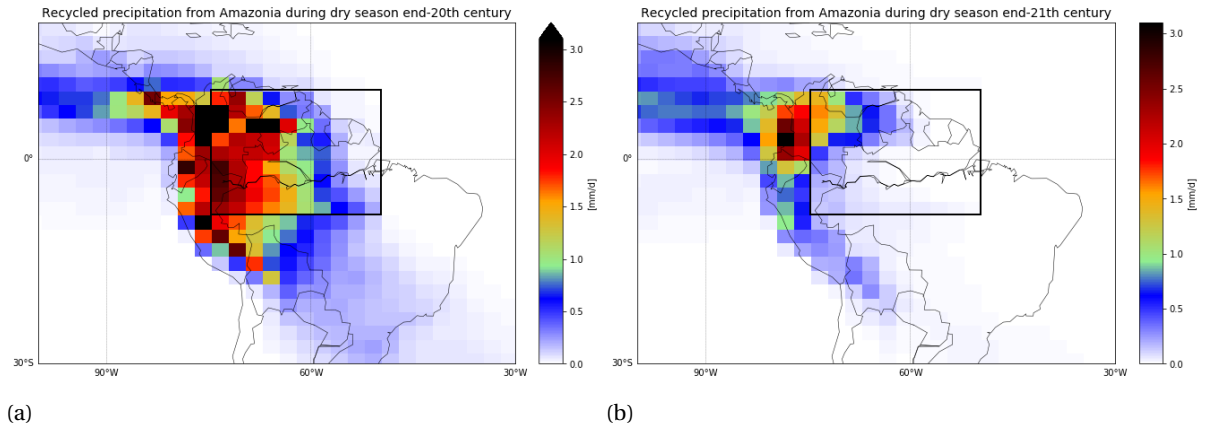 Recycled precipitation from Amazonia during dry season end-20th century
3.0
2.5
2.0
1.5
1.0
0.5
0.0
[mm/d]
0°
30°S
90°W
60°W
30°W
(a)
Recycled precipitation from Amazonia during dry season end-21th century
3.0
2.5
2.0
1.5
1.0
0.5
0.0
[mm/d]
0°
30°S
90°W
60°W
30°W
(b)